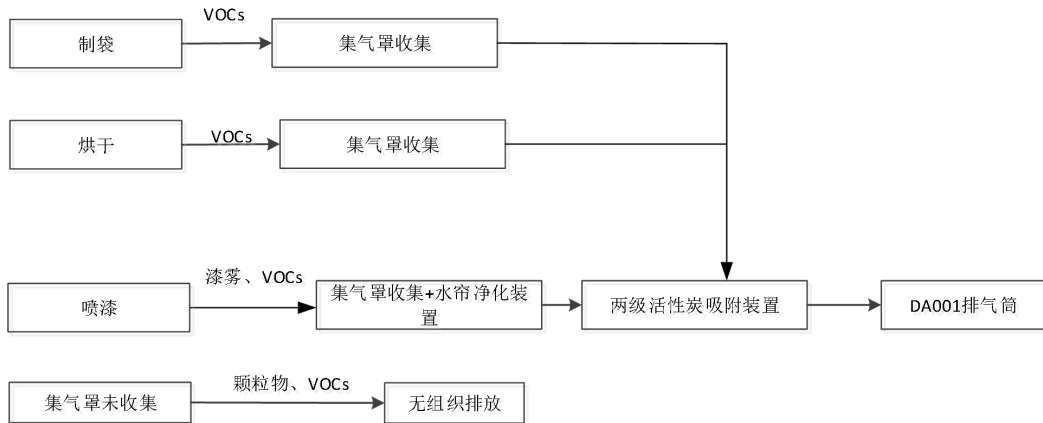 VOCs
制袋
集气罩收集
烘干
VOCs
集气罩收集
漆雾、VOCs
喷漆
集气罩收集+水帘净化装
置
两级活性炭吸附装置
DA001排气筒
颗粒物、VOCs
集气罩未收集
无组织排放